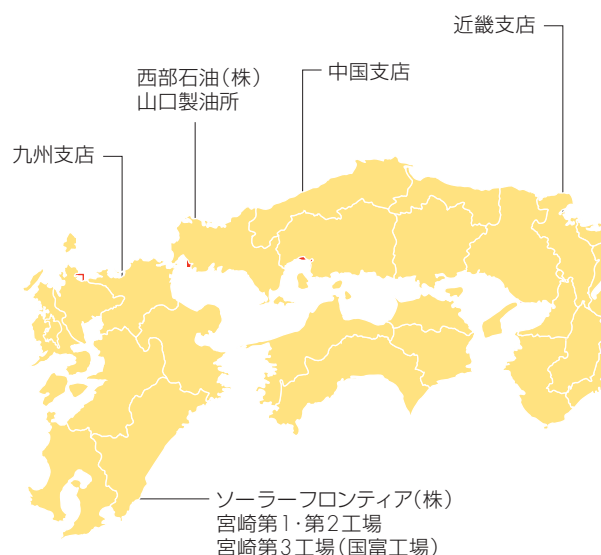 近畿支店
中国支店
西部石油(株)
山口製油所
九州支店
ソーラーフロンティア(株)
宮崎第1・第2工場
宮崎第3工場(国富工場)